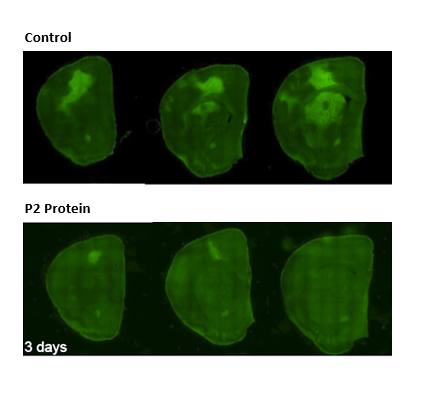 Control
P2 Protein
3 days